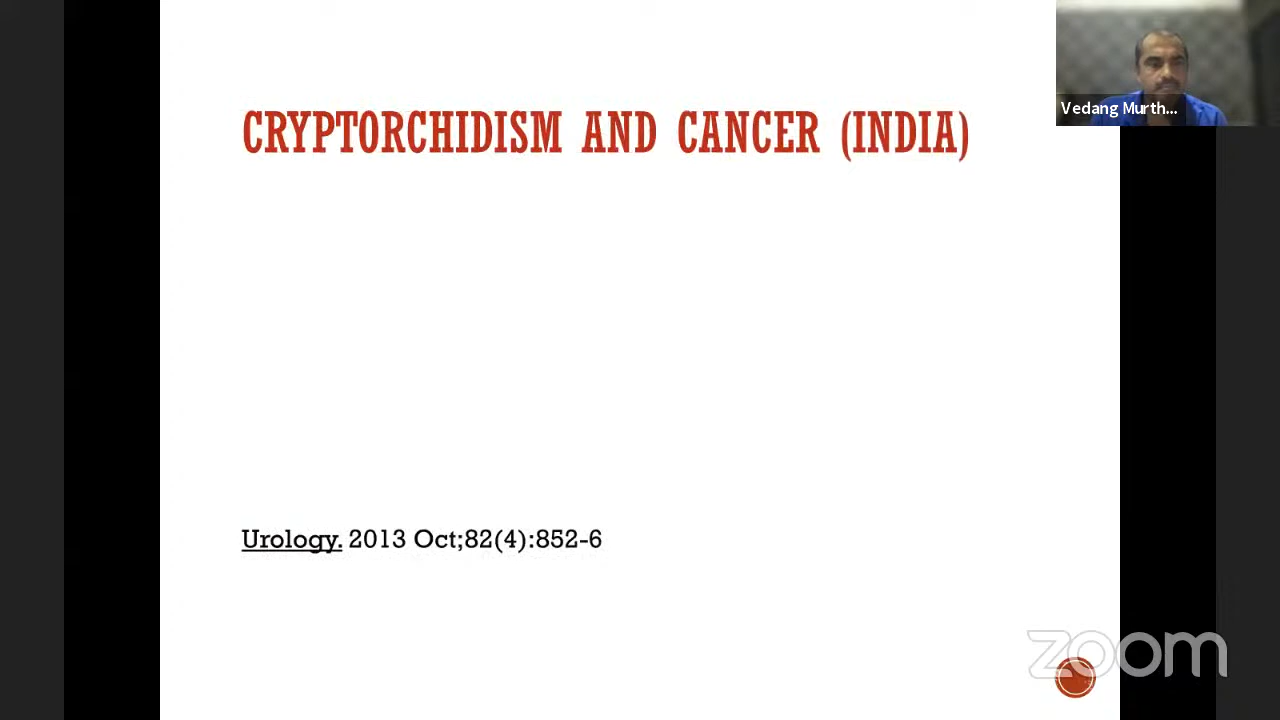 CRYPTORCHIDISM AND CANCER (INDIA)
Vedang Murth...
Urology. 2013 Oct;82(4):852-6
zoom